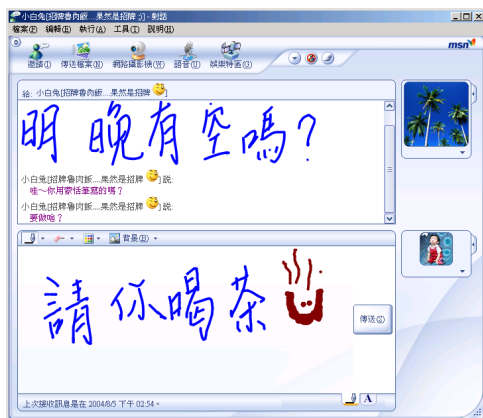 小白兔[招牌魯肉飯....果然是招牌 ;] - 對話
檔案(F) 編輯(E) 執行(A) 工具(T) 說明(H)
msn
邀請(I) 傳送檔案(N) 網路攝影機(W) 語音(U) 娛樂特區(G)
給: 小白兔[招牌魯肉飯....果然是招牌 ]
明晚有空嗎?
小白兔[招牌魯肉飯....果然是招牌 ]說:
哇~你用蒙恬筆寫的嗎?
小白兔[招牌魯肉飯....果然是招牌 ]說:
要做啥?
背景(B)
請你喝茶
傳送(S)
A
上次接收訊息是在 2004/8/5 下午 02:54。